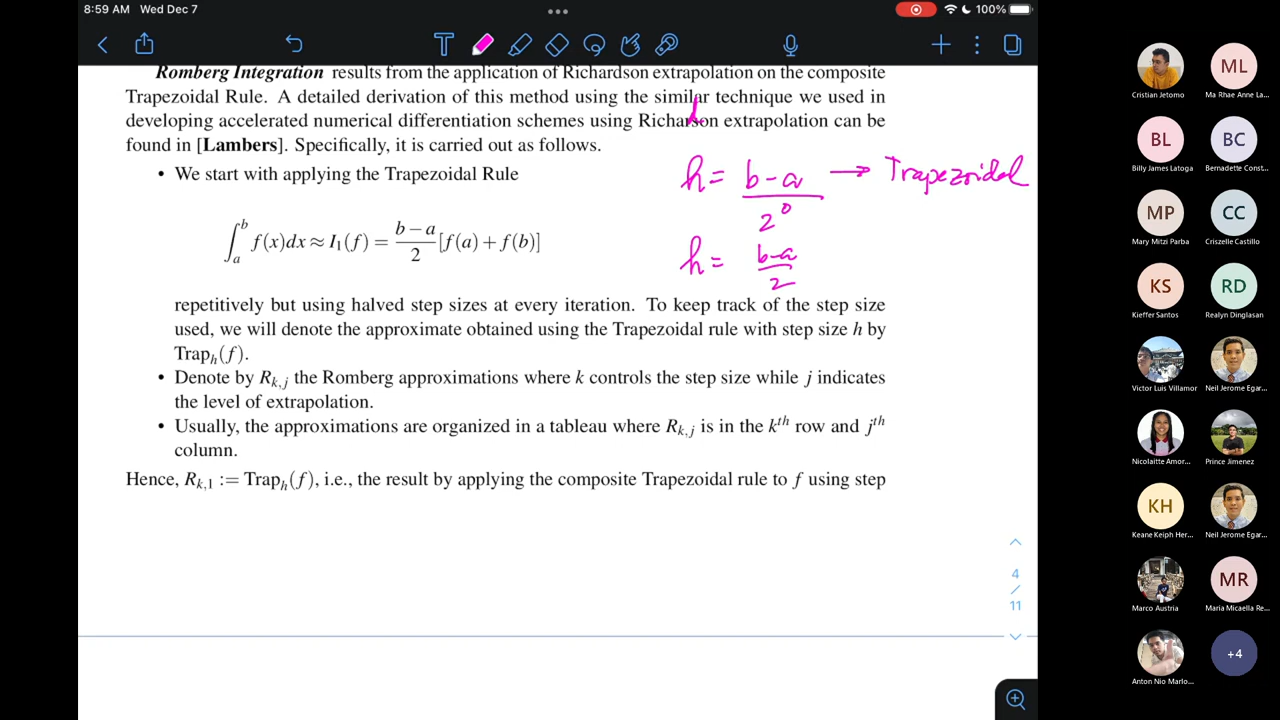 8:59 AM Wed Dec 7
100%
Romberg Integration results from the application of Richardson extrapolation on the composite
Trapezoidal Rule. A detailed derivation of this method using the similar technique we used in
developing accelerated numerical differentiation schemes using Richarson extrapolation can be
found in [Lambers]. Specifically, it is carried out as follows.
• We start with applying the Trapezoidal Rule
h = b-a / 2^0 → Trapezoidal
∫_a^b f(x)dx ≈ I_1(f) = b-a / 2 [f(a)+f(b)]
h = b-a / 2
repetitively but using halved step sizes at every iteration. To keep track of the step size
used, we will denote the approximate obtained using the Trapezoidal rule with step size h by
Trap_h(f).
• Denote by R_{k,j} the Romberg approximations where k controls the step size while j indicates
the level of extrapolation.
• Usually, the approximations are organized in a tableau where R_{k,j} is in the k^{th} row and j^{th}
column.
Hence, R_{k,1} := Trap_h(f), i.e., the result by applying the composite Trapezoidal rule to f using step
4
/
11
Cristian Jetomo
ML
Ma Rhae Anne La...
BL
Billy James Latoga
BC
Bernadette Const...
MP
Mary Mitzi Parba
CC
Criszelle Castillo
KS
Kieffer Santos
RD
Realyn Dinglasan
Victor Luis Villamor
Neil Jerome Egar...
Nicolaitte Amor...
Prince Jimenez
KH
Keane Keiph Her...
Neil Jerome Egar...
Marco Austria
MR
Maria Micaella Re...
Anton Nio Marlo...
+4